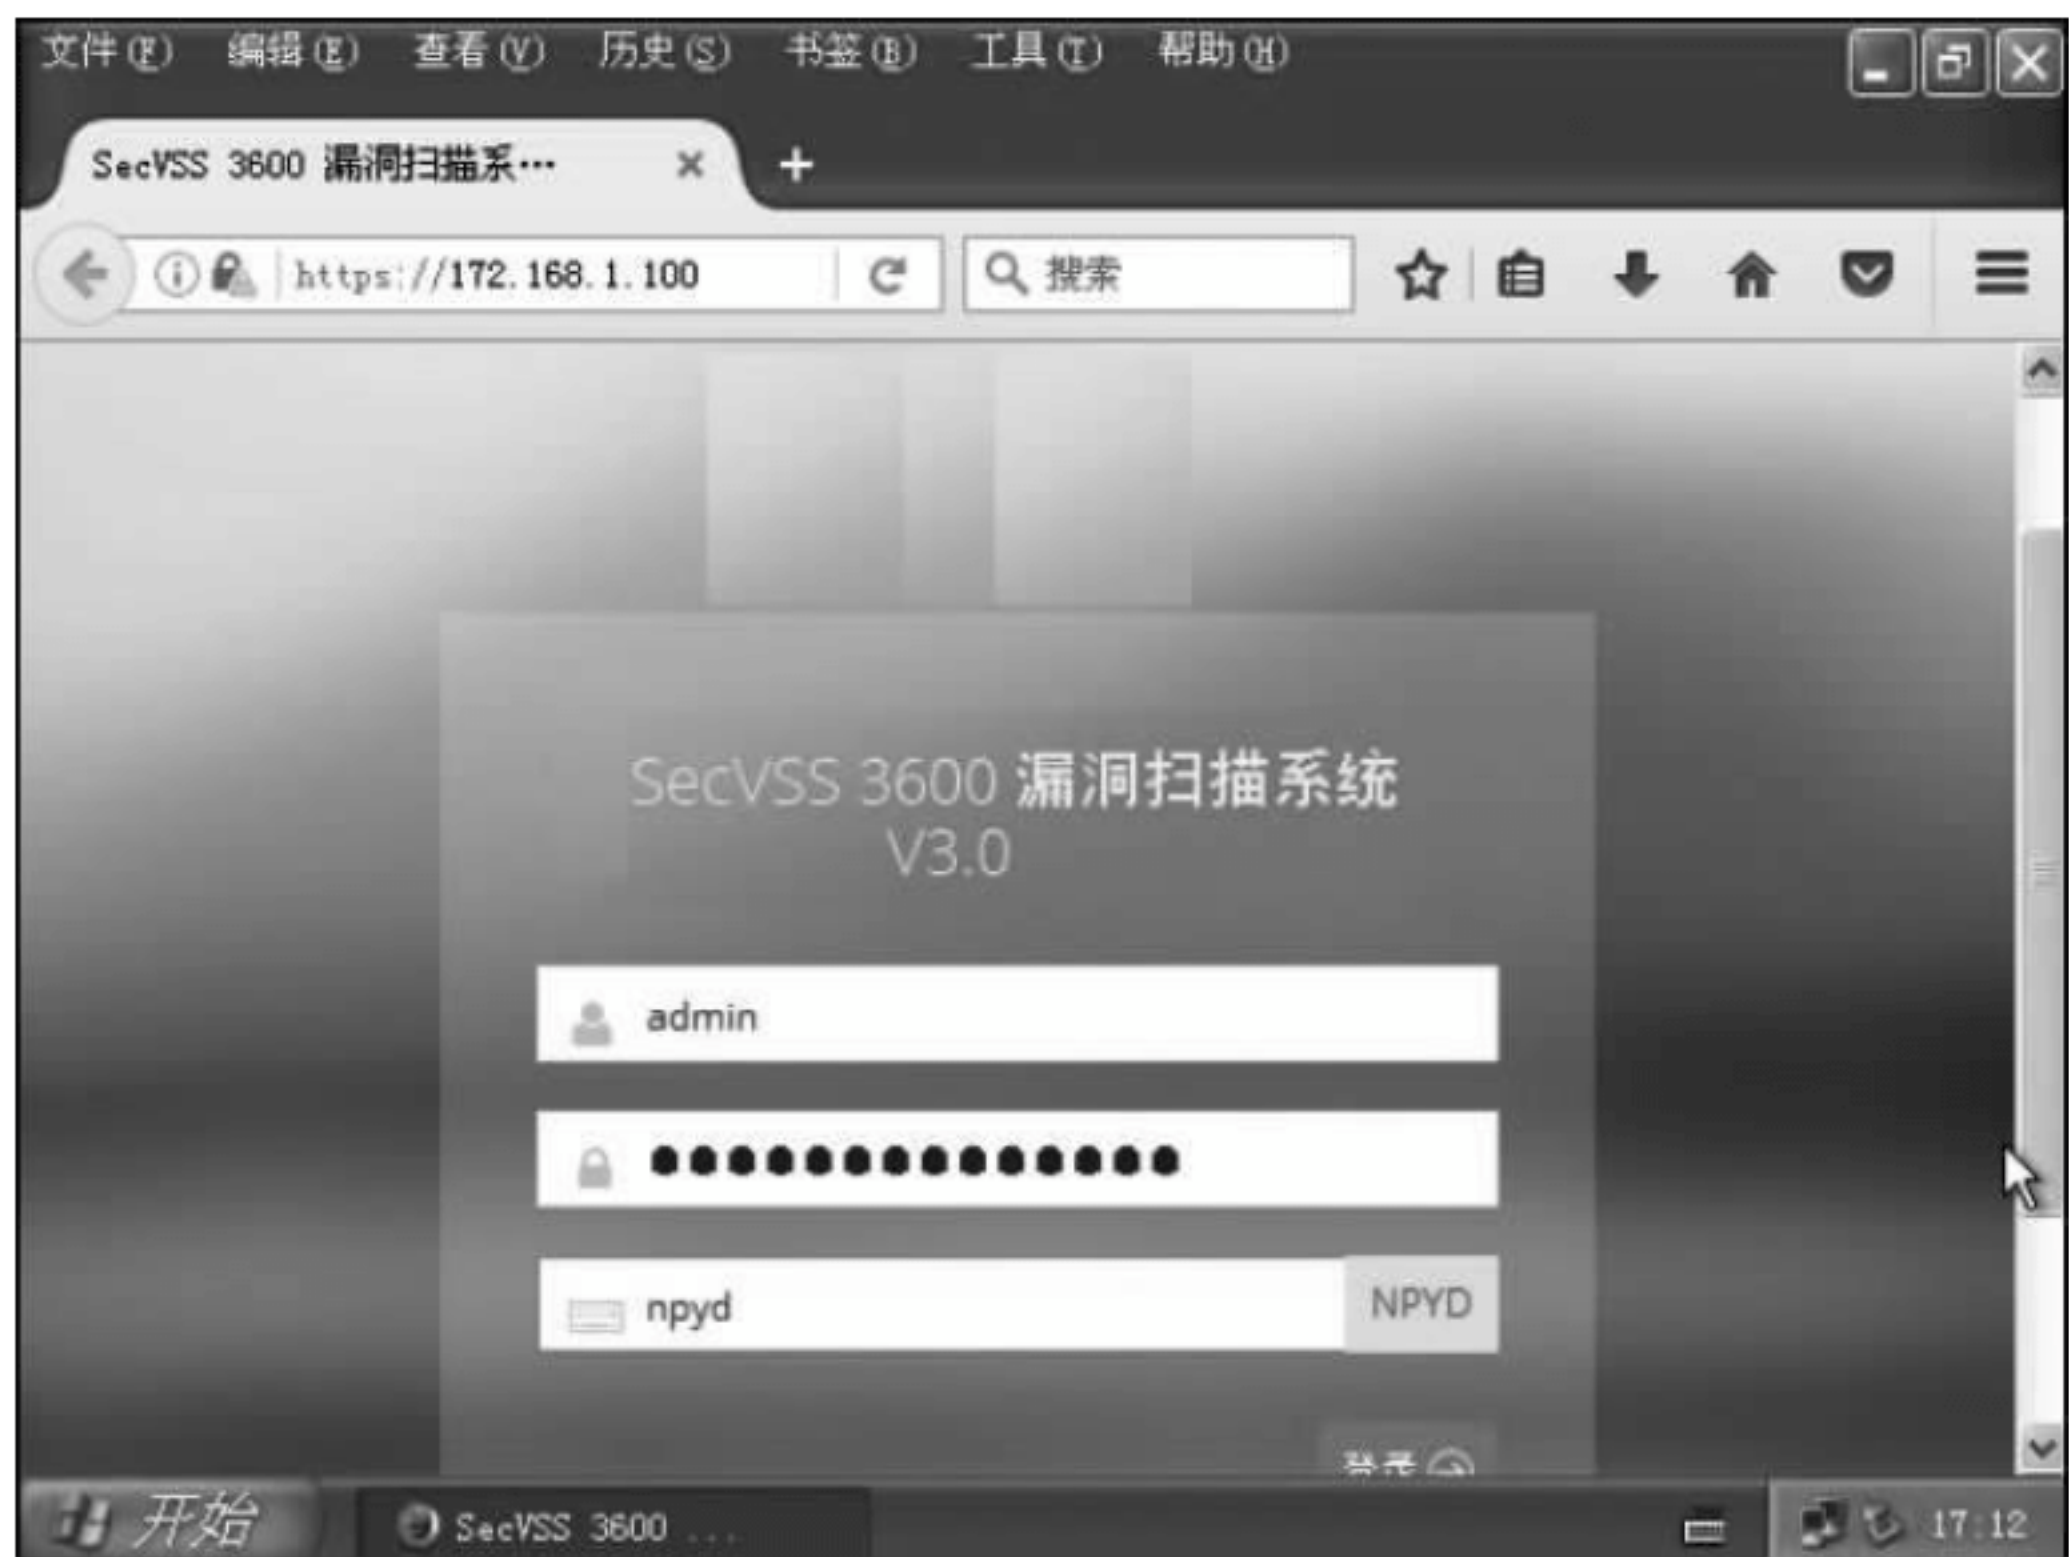 文件(F) 编辑(E) 查看(V) 历史(S) 书签(B) 工具(T) 帮助(H)
SecVSS 3600 漏洞扫描系…
https://172.168.1.100
搜索
SecVSS 3600 漏洞扫描系统
V3.0
admin
npyd
NPYD
登录
开始
SecVSS 3600 ...
17:12